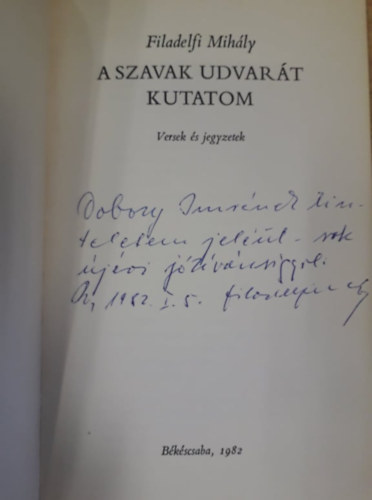 Filadelfi Mihály
A SZAVAK UDVARÁT
KUTATOM
Versek és jegyzetek
Dobozy Imrének tisz-
teletem jeléül - sok
újévi jókívánsággal.
1982. I. 5. Filadelfi M
Békéscsaba, 1982